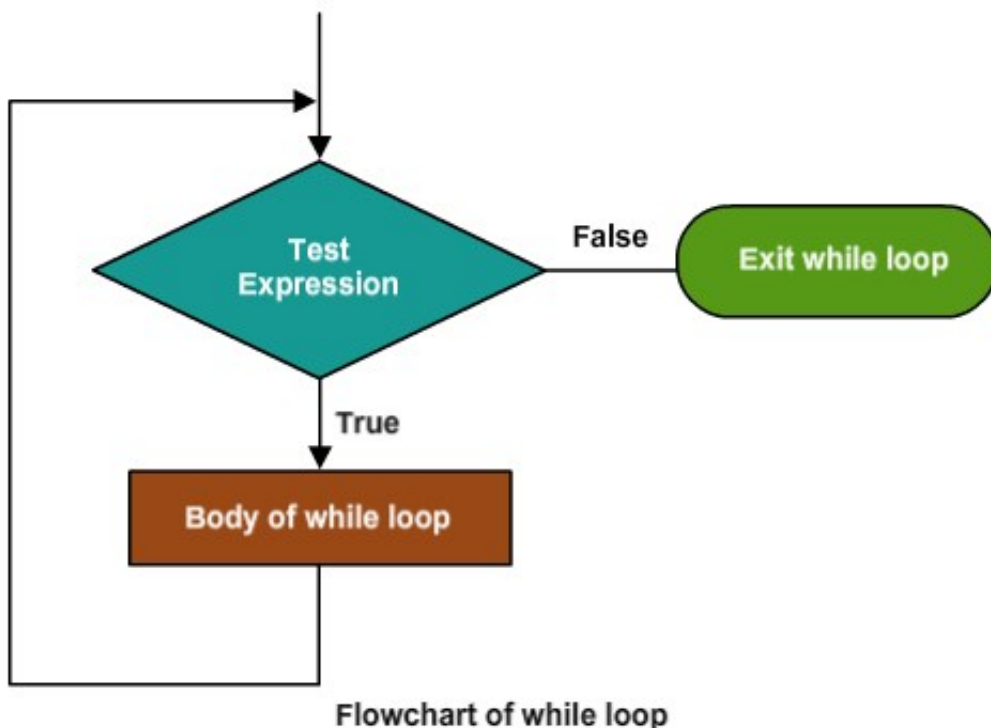 Test
Expression
False
Exit while loop
True
Body of while loop
Flowchart of while loop